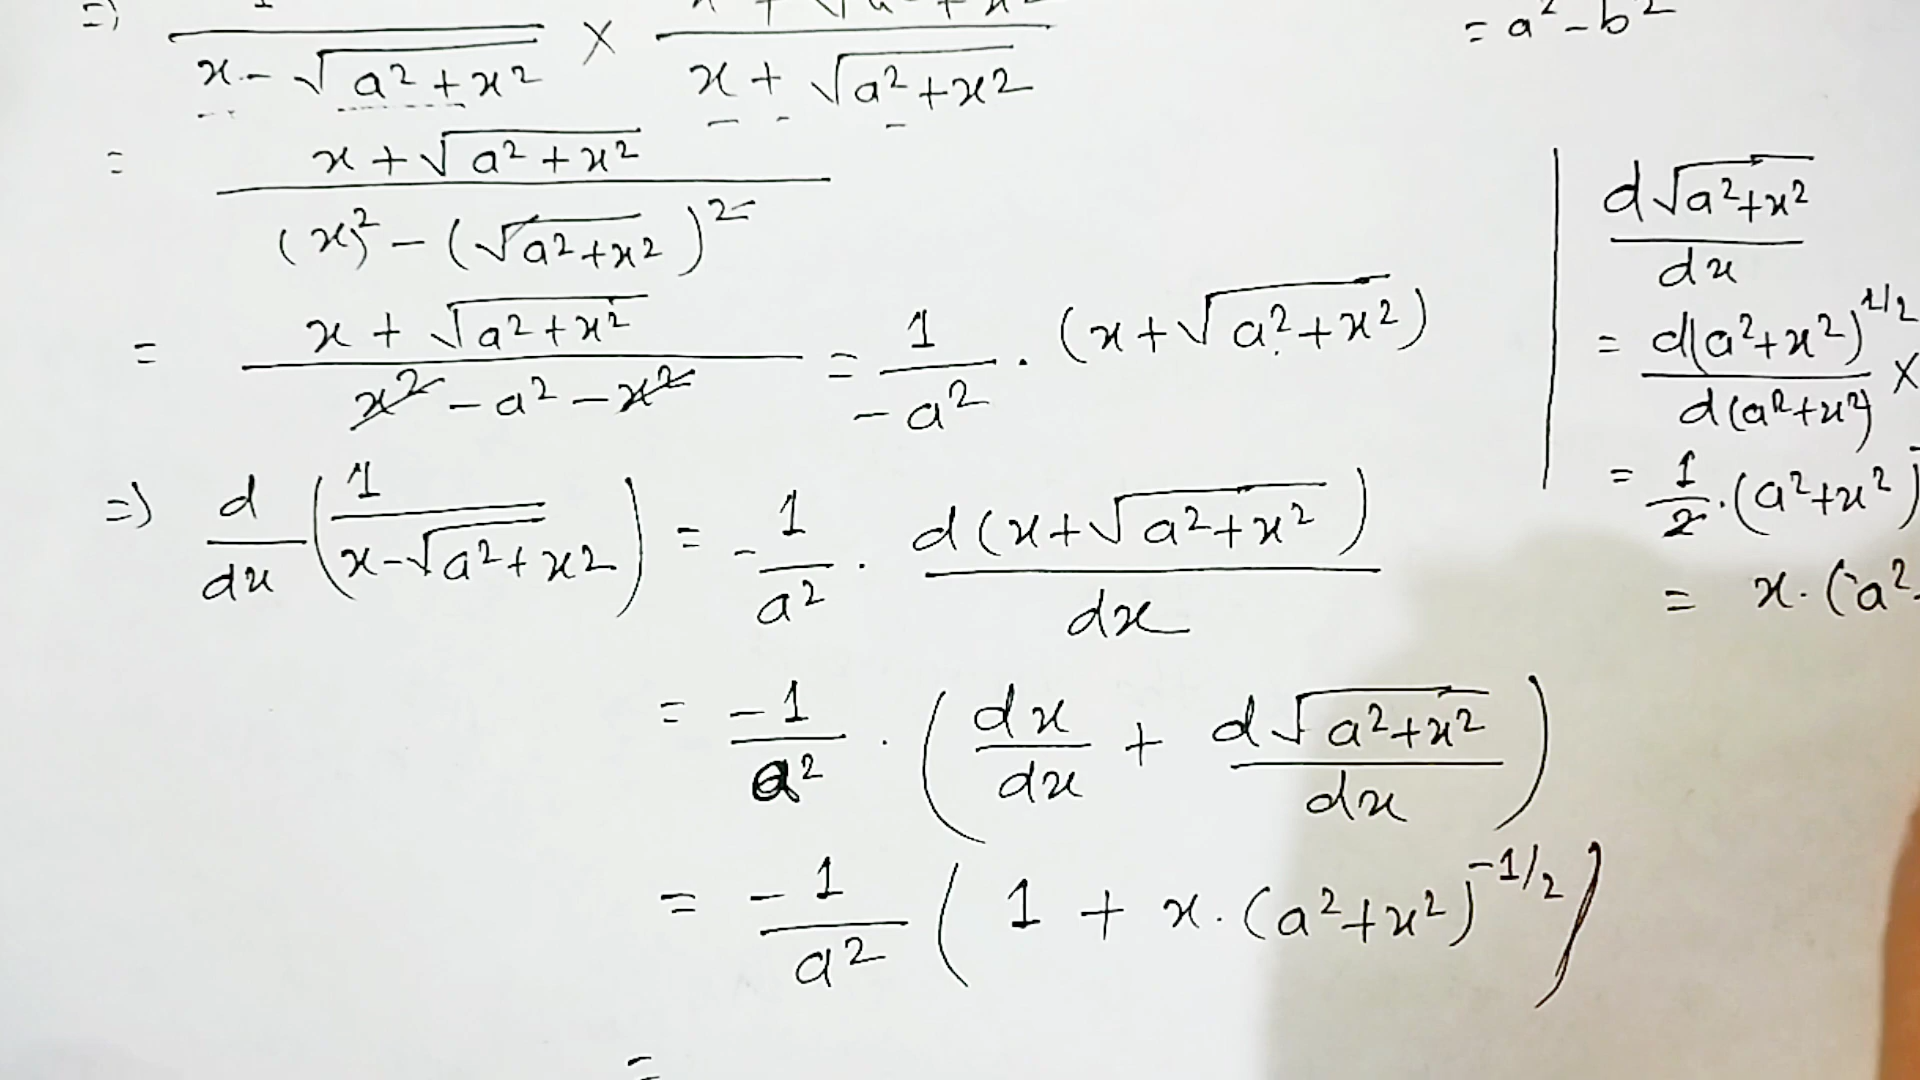 =) 1/(x - √(a² + x²)) × (x + √(a² + x²))/(x + √(a² + x²))
= a² - b²
= (x + √(a² + x²))/((x)² - (√(a² + x²))²)
= (x + √(a² + x²))/(x² - a² - x²) = 1/(-a²) · (x + √(a² + x²))
=) d/dx (1/(x - √(a² + x²))) = -1/a² · d(x + √(a² + x²))/dx
= -1/a² · (dx/dx + d√(a² + x²)/dx)
= -1/a² (1 + x · (a² + x²)^(-1/2))
=
d√(a² + x²)/dx
= d(a² + x²)^(1/2)/d(a² + x²) ×
= 1/2 · (a² + x²)
= x · (a²